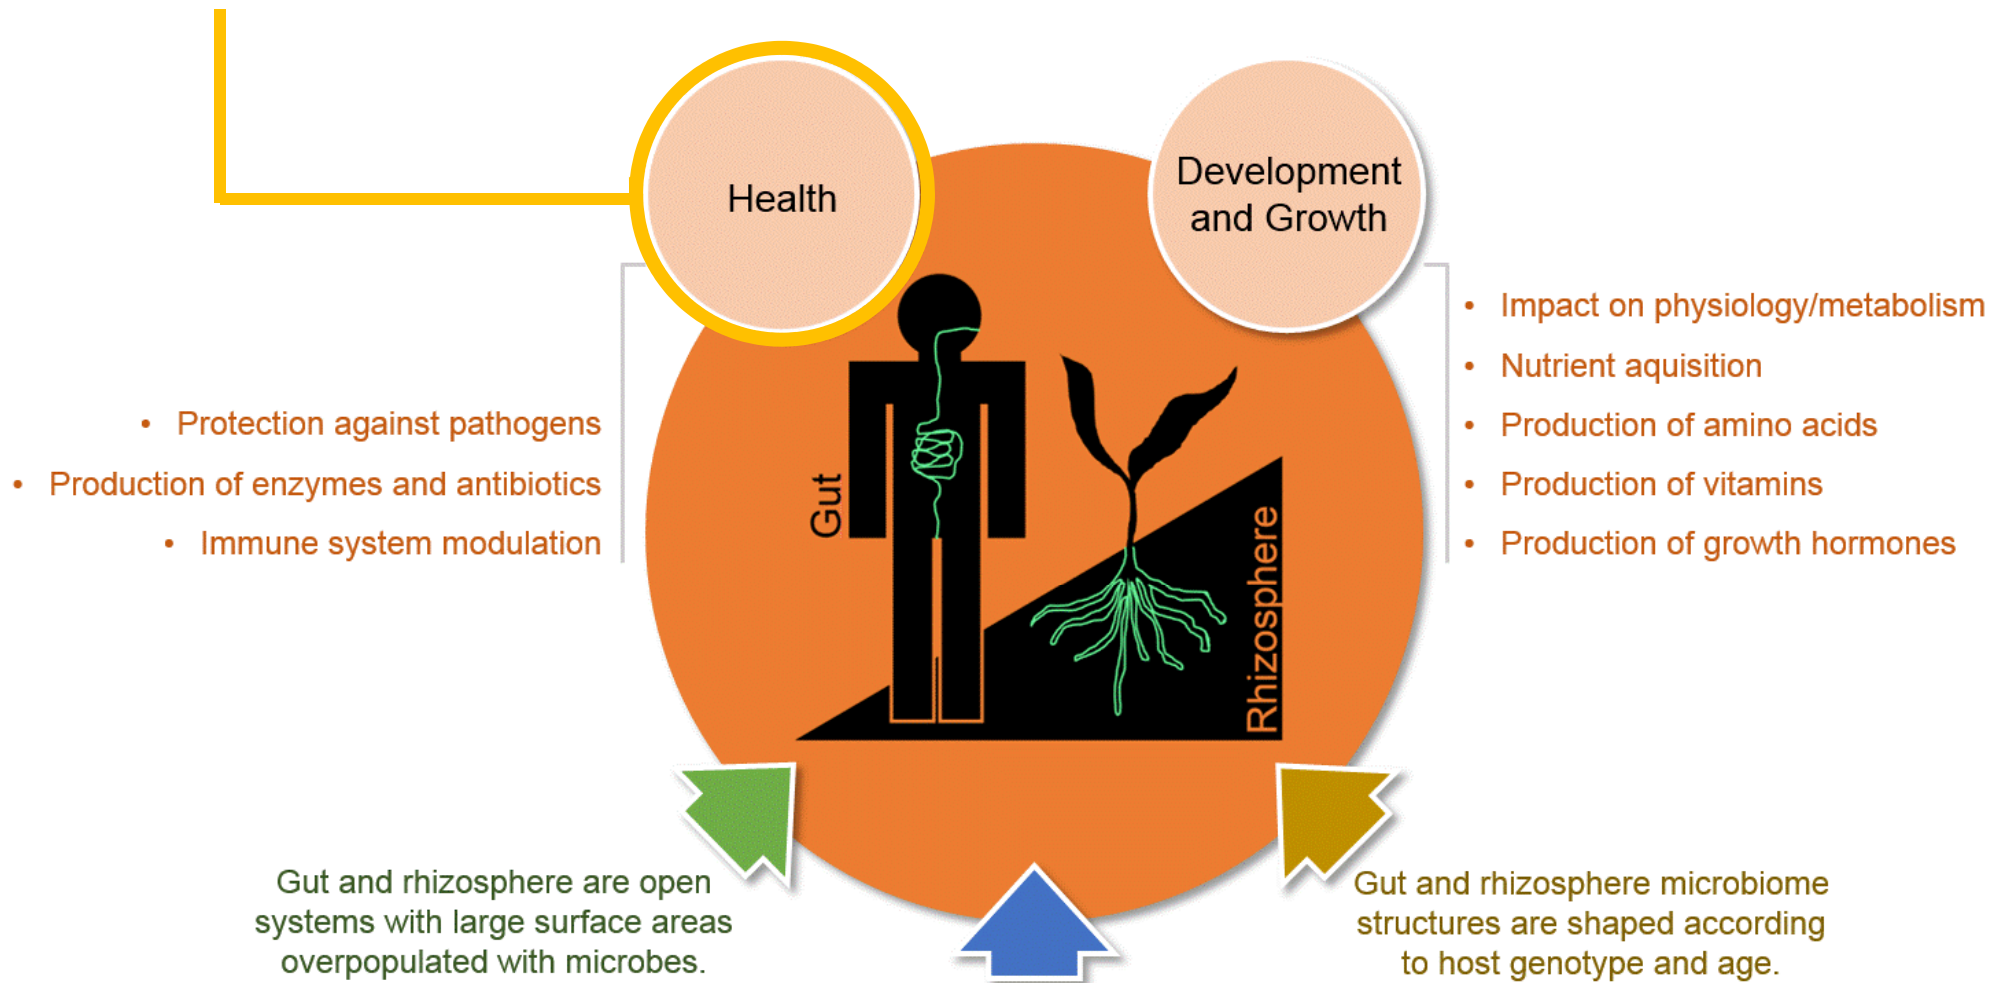 Health
Development
and Growth
• Protection against pathogens
• Production of enzymes and antibiotics
• Immune system modulation
• Impact on physiology/metabolism
• Nutrient aquisition
• Production of amino acids
• Production of vitamins
• Production of growth hormones
Gut
Rhizosphere
Gut and rhizosphere are open
systems with large surface areas
overpopulated with microbes.
Gut and rhizosphere microbiome
structures are shaped according
to host genotype and age.